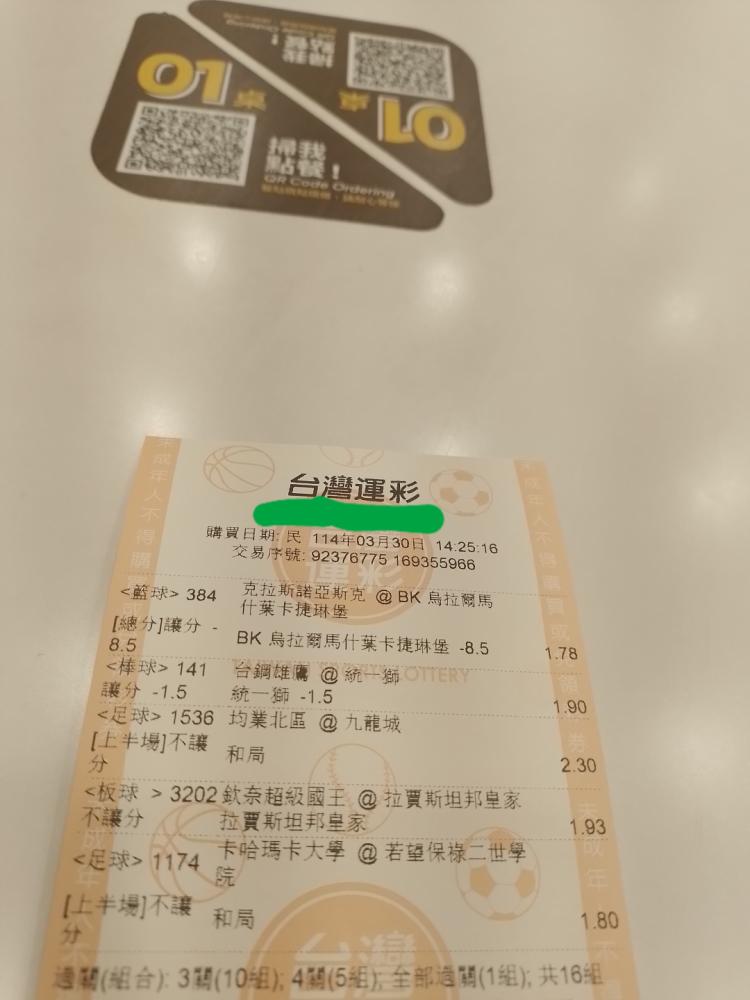 01
桌
掃我
點餐!
QR Code Ordering
01
桌
掃我
點餐!
QR Code Ordering
台灣運彩
購買日期: 民 114年03月30日 14:25:16
交易序號: 92376775 169355966
<籃球> 384 克拉斯諾亞斯克 @ BK 烏拉爾馬
什葉卡捷琳堡
[總分]讓分 -
8.5 BK 烏拉爾馬什葉卡捷琳堡 -8.5 1.78
<棒球> 141 台鋼雄鷹 @ 統一獅
讓分 -1.5 統一獅 -1.5 1.90
<足球> 1536 均業北區 @ 九龍城
[上半場]不讓
分 和局 2.30
<板球 > 3202 欽奈超級國王 @ 拉賈斯坦邦皇家
不讓分 拉賈斯坦邦皇家 1.93
<足球> 1174 卡哈瑪卡大學 @ 若望保祿二世學
院
[上半場]不讓
分 和局 1.80
過關(組合): 3關(10組); 4關(5組); 全部過關(1組); 共16組